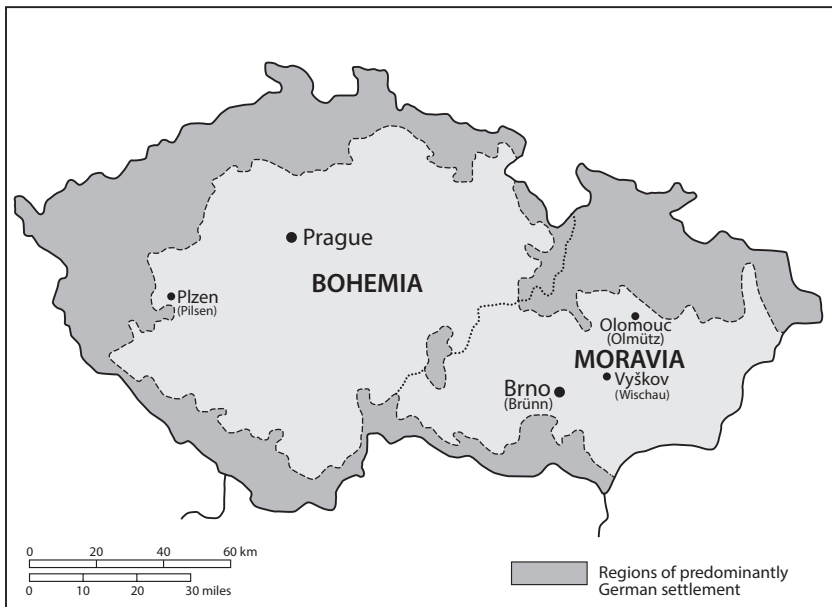 Prague
BOHEMIA
Plzen
(Pilsen)
Olomouc
(Olmütz)
MORAVIA
Vyškov
(Wischau)
Brno
(Brünn)
0 20 40 60 km
0 10 20 30 miles
Regions of predominantly
German settlement